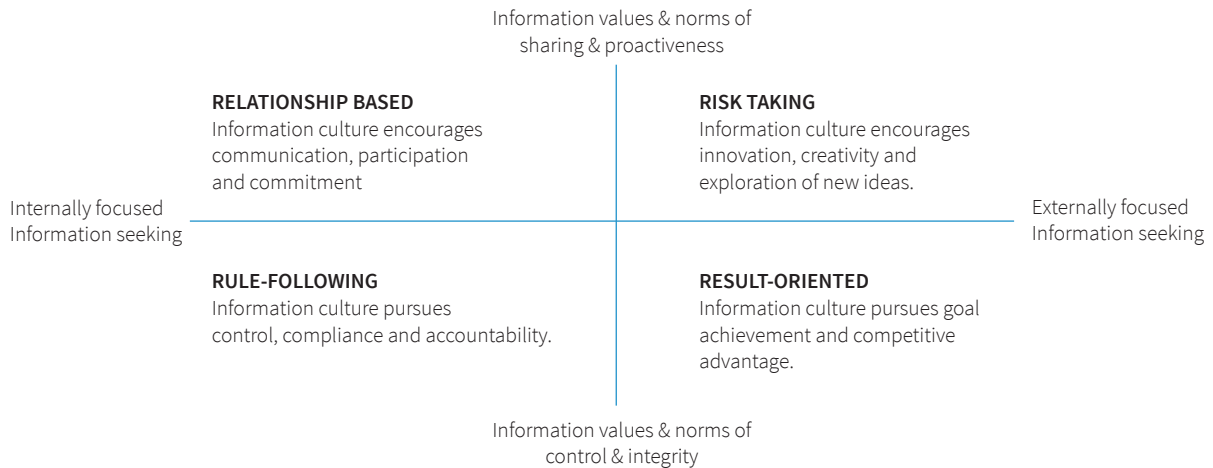 Information values & norms of
sharing & proactiveness
RELATIONSHIP BASED
Information culture encourages
communication, participation
and commitment
RISK TAKING
Information culture encourages
innovation, creativity and
exploration of new ideas.
Internally focused
Information seeking
Externally focused
Information seeking
RULE-FOLLOWING
Information culture pursues
control, compliance and accountability.
RESULT-ORIENTED
Information culture pursues goal
achievement and competitive
advantage.
Information values & norms of
control & integrity